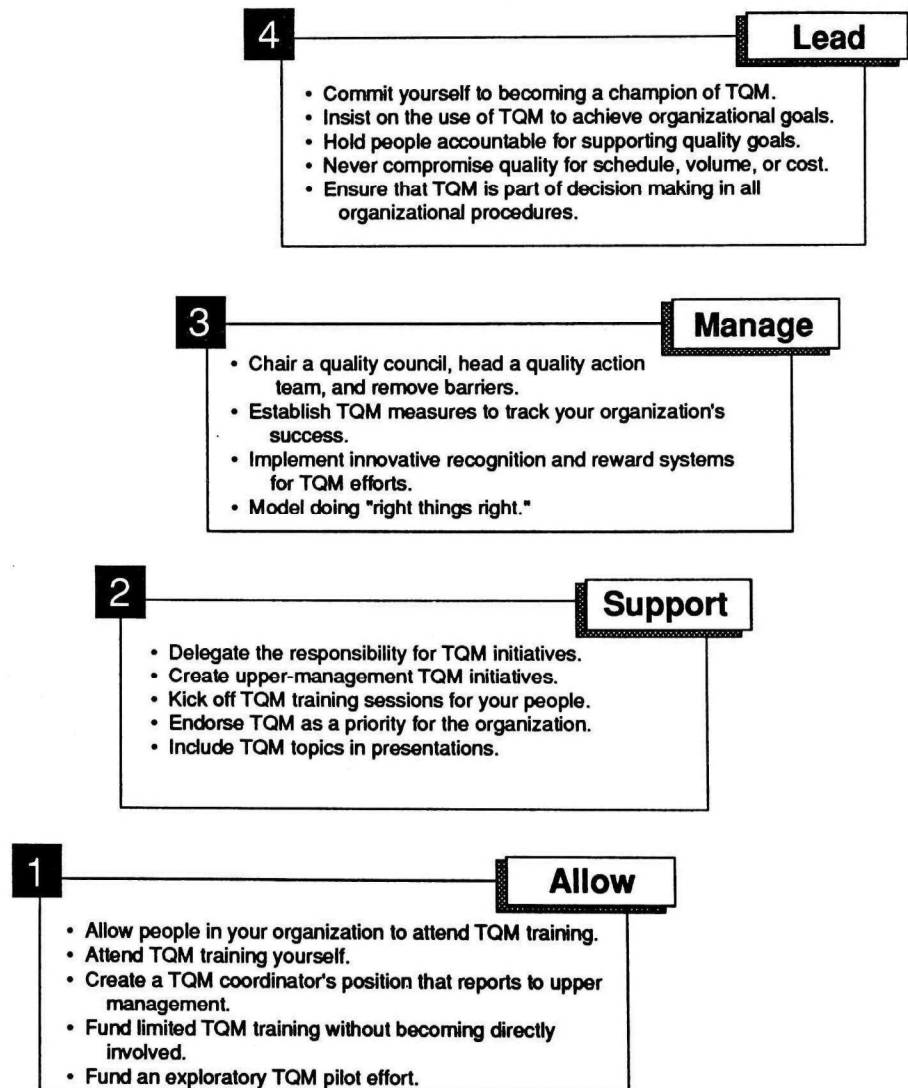 4
Lead
• Commit yourself to becoming a champion of TQM.
• Insist on the use of TQM to achieve organizational goals.
• Hold people accountable for supporting quality goals.
• Never compromise quality for schedule, volume, or cost.
• Ensure that TQM is part of decision making in all
organizational procedures.
3
Manage
• Chair a quality council, head a quality action
team, and remove barriers.
• Establish TQM measures to track your organization's
success.
• Implement innovative recognition and reward systems
for TQM efforts.
• Model doing "right things right."
2
Support
• Delegate the responsibility for TQM initiatives.
• Create upper-management TQM initiatives.
• Kick off TQM training sessions for your people.
• Endorse TQM as a priority for the organization.
• Include TQM topics in presentations.
1
Allow
• Allow people in your organization to attend TQM training.
• Attend TQM training yourself.
• Create a TQM coordinator's position that reports to upper
management.
• Fund limited TQM training without becoming directly
involved.
• Fund an exploratory TQM pilot effort.